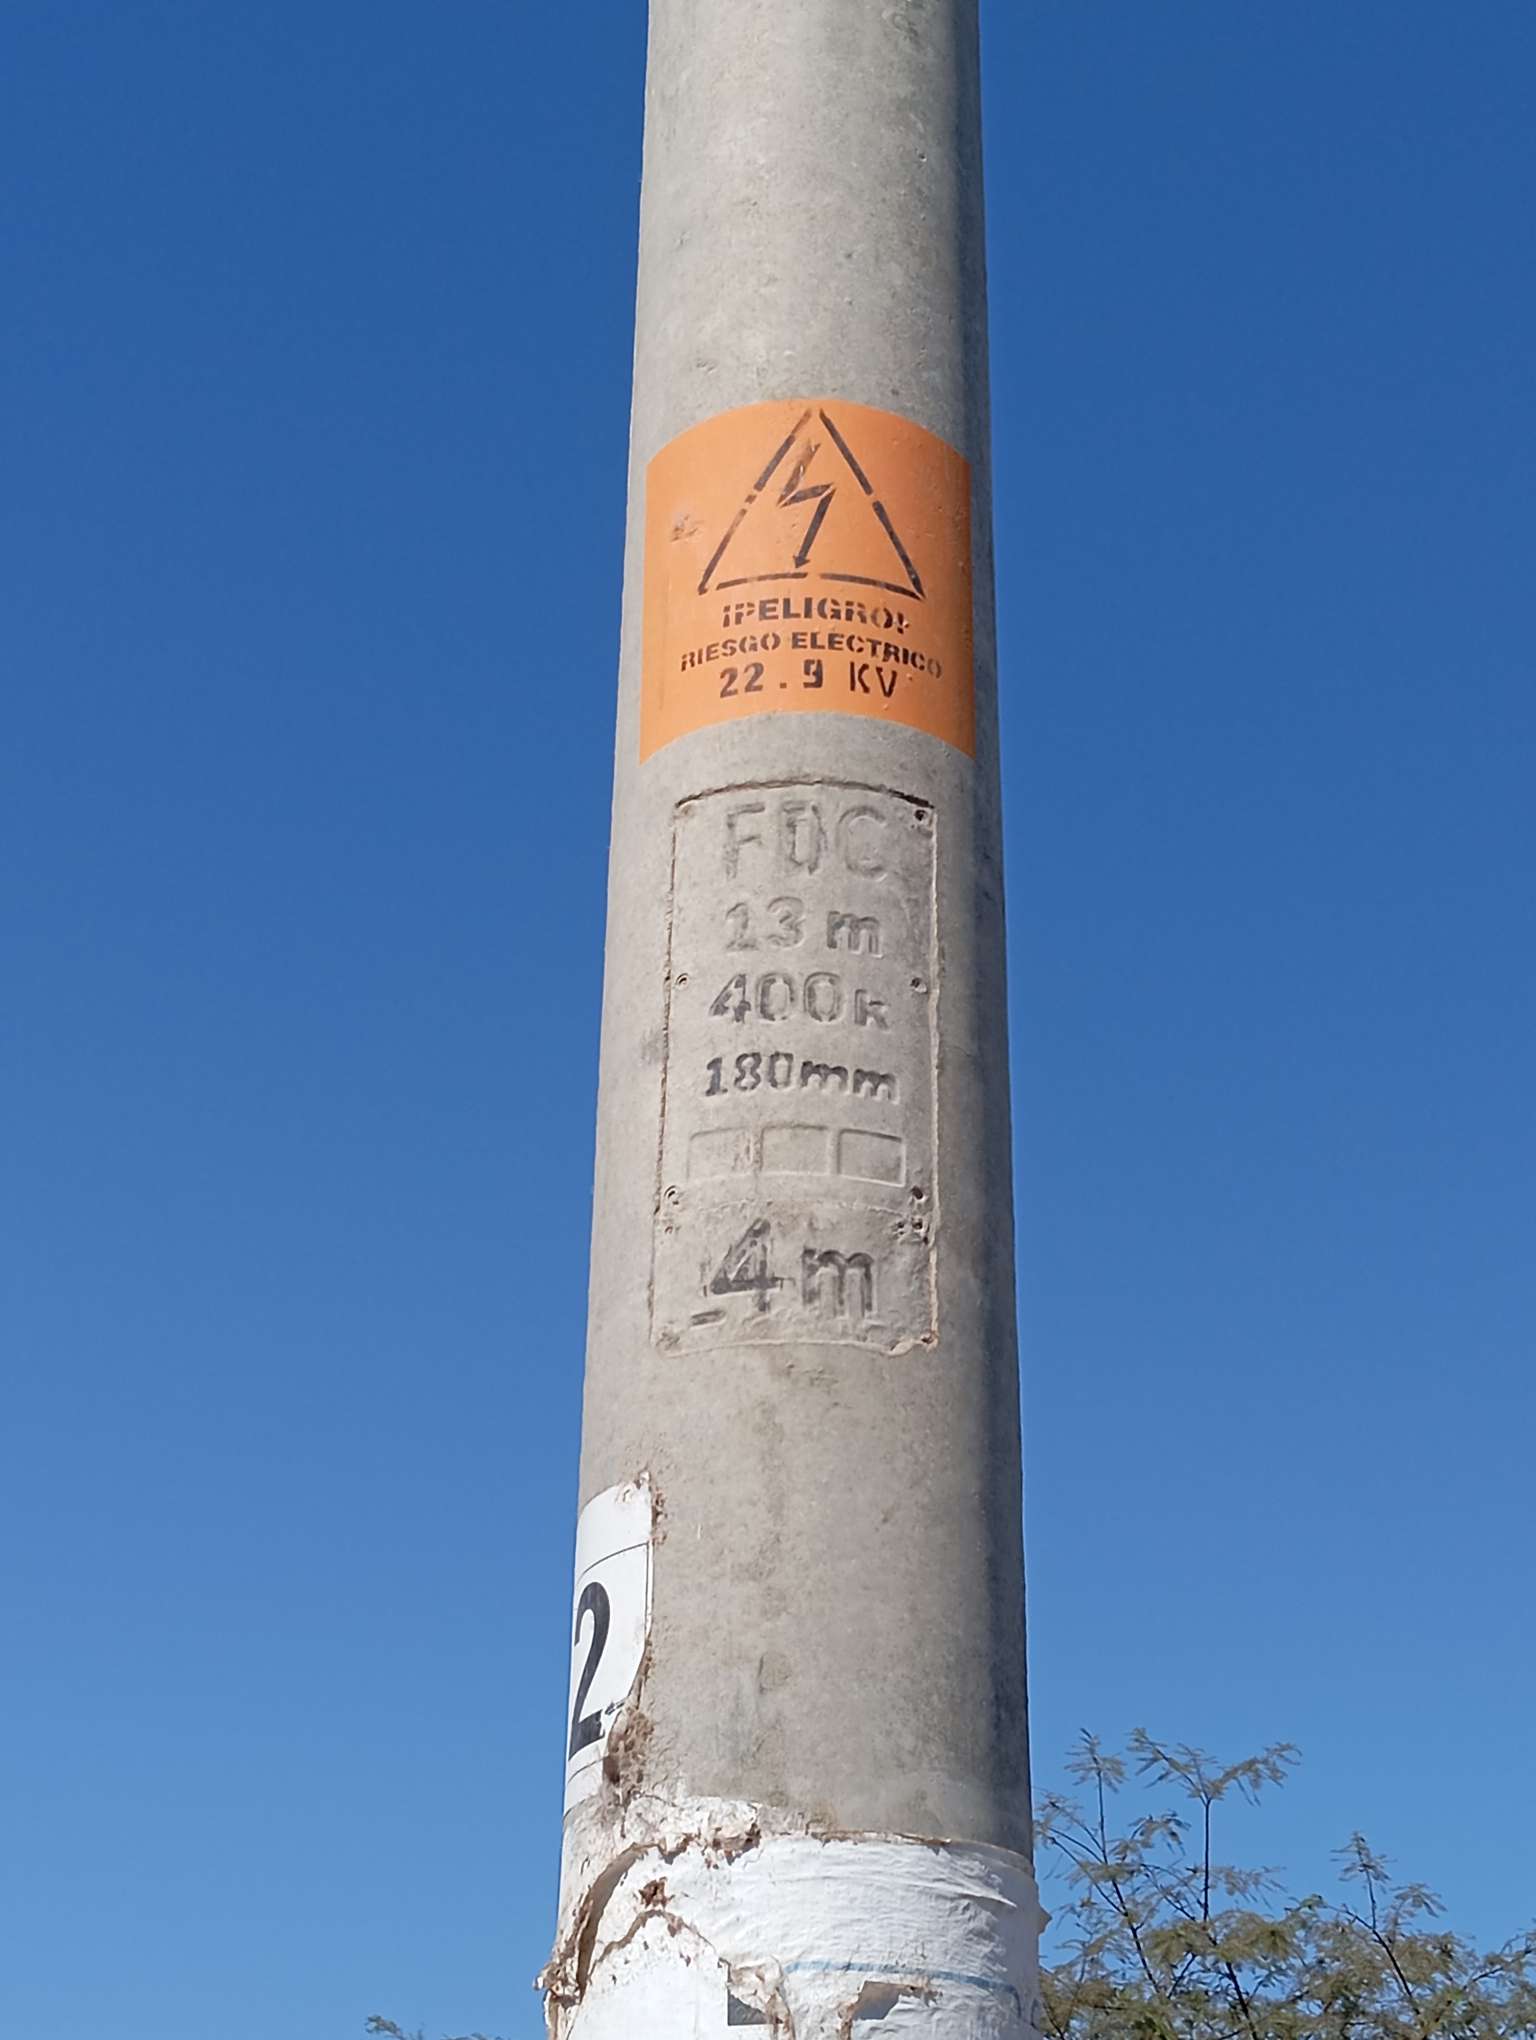 ¡PELIGRO!
RIESGO ELECTRICO
22.9 KV
FDC
13 m
400k
180mm
4m
2